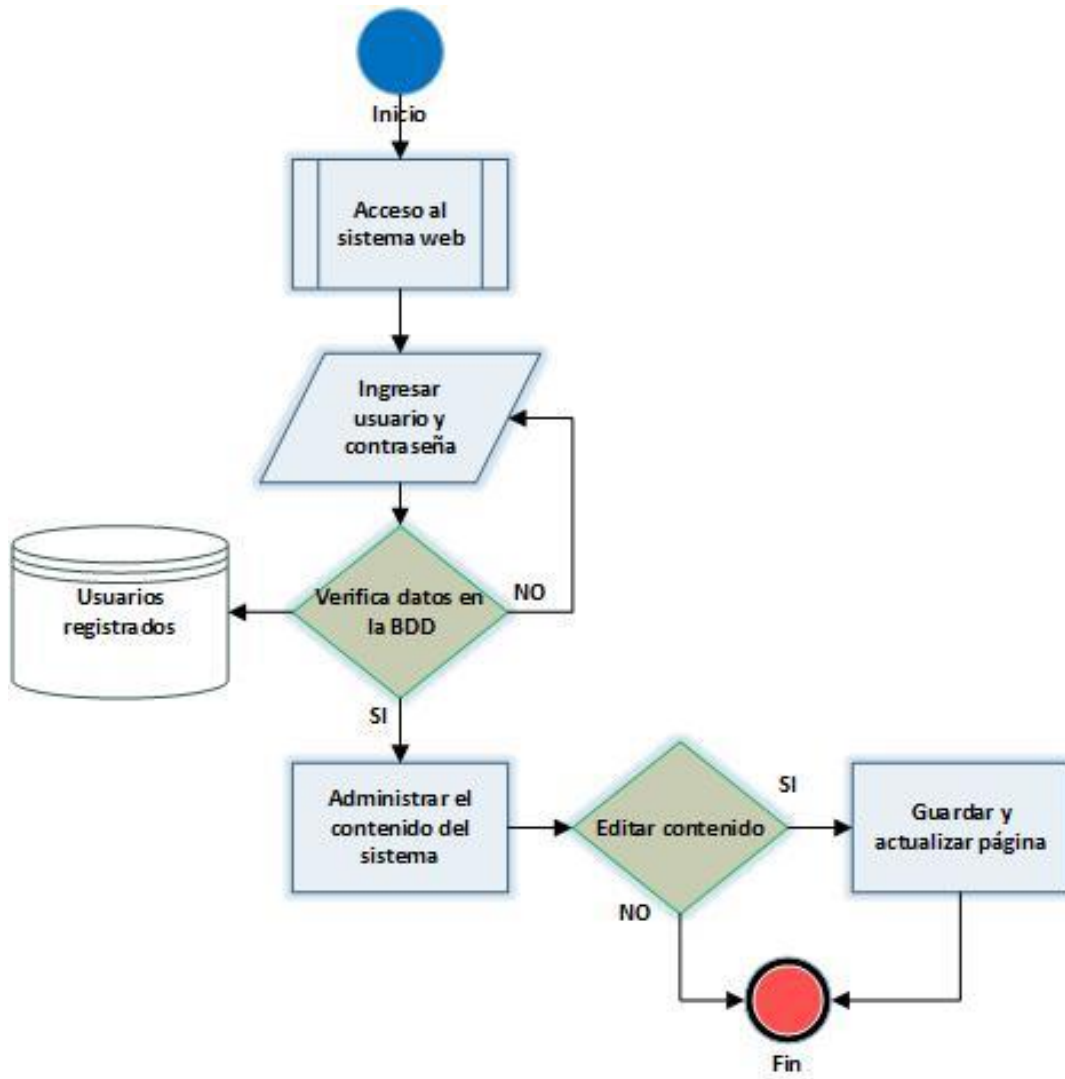 Inicio
Acceso al
sistema web
Ingresar
usuario y
contraseña
Usuarios
registrados
Verifica datos en
la BDD
NO
SI
Administrar el
contenido del
sistema
Editar contenido
SI
Guardar y
actualizar página
NO
Fin